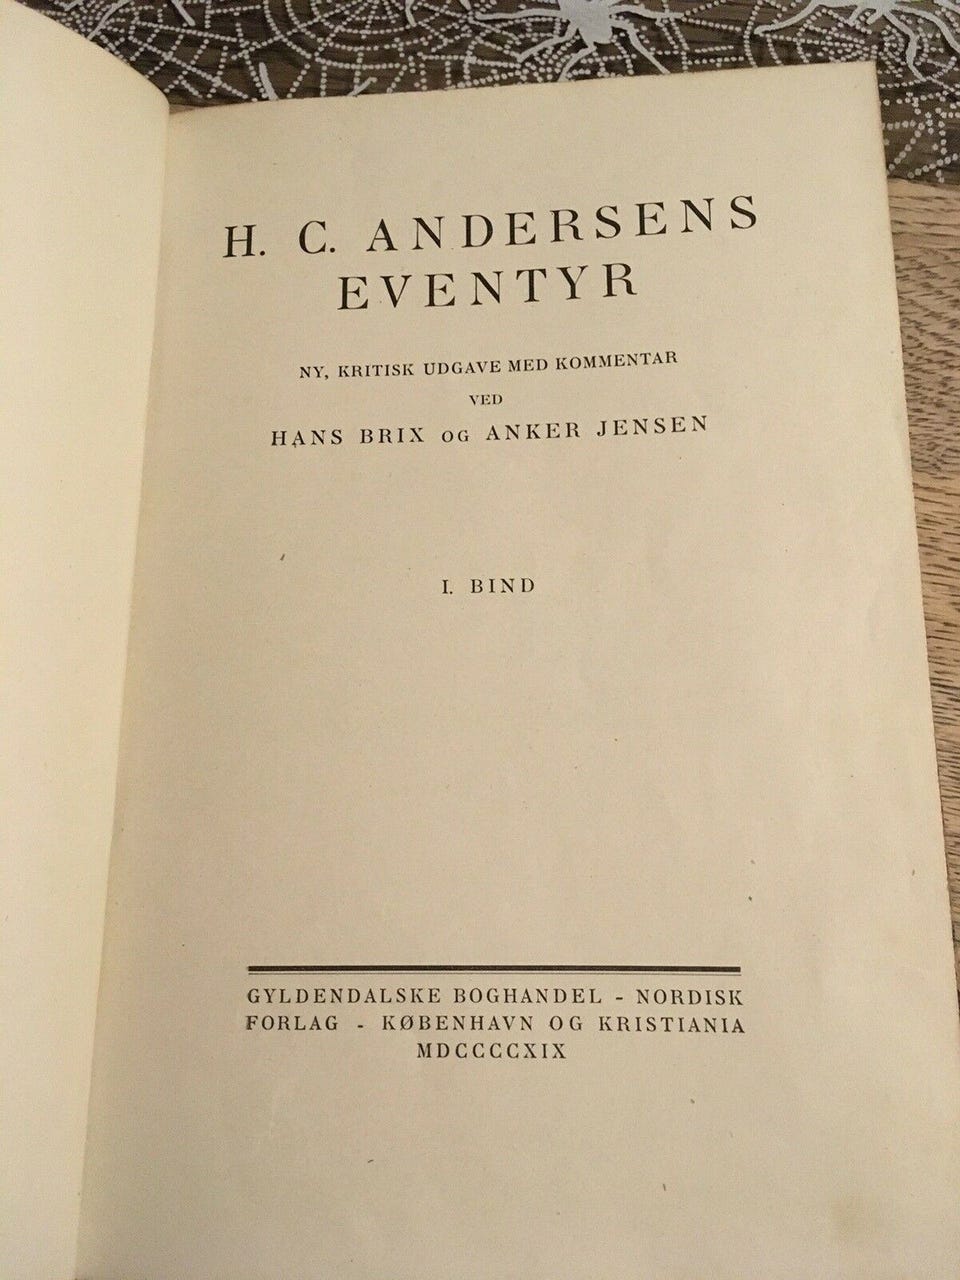 H. C. ANDERSENS
EVENTYR
NY, KRITISK UDGAVE MED KOMMENTAR
VED
HANS BRIX OG ANKER JENSEN
I. BIND
GYLDENDALSKE BOGHANDEL - NORDISK
FORLAG - KØBENHAVN OG KRISTIANIA
MDCCCCXIX